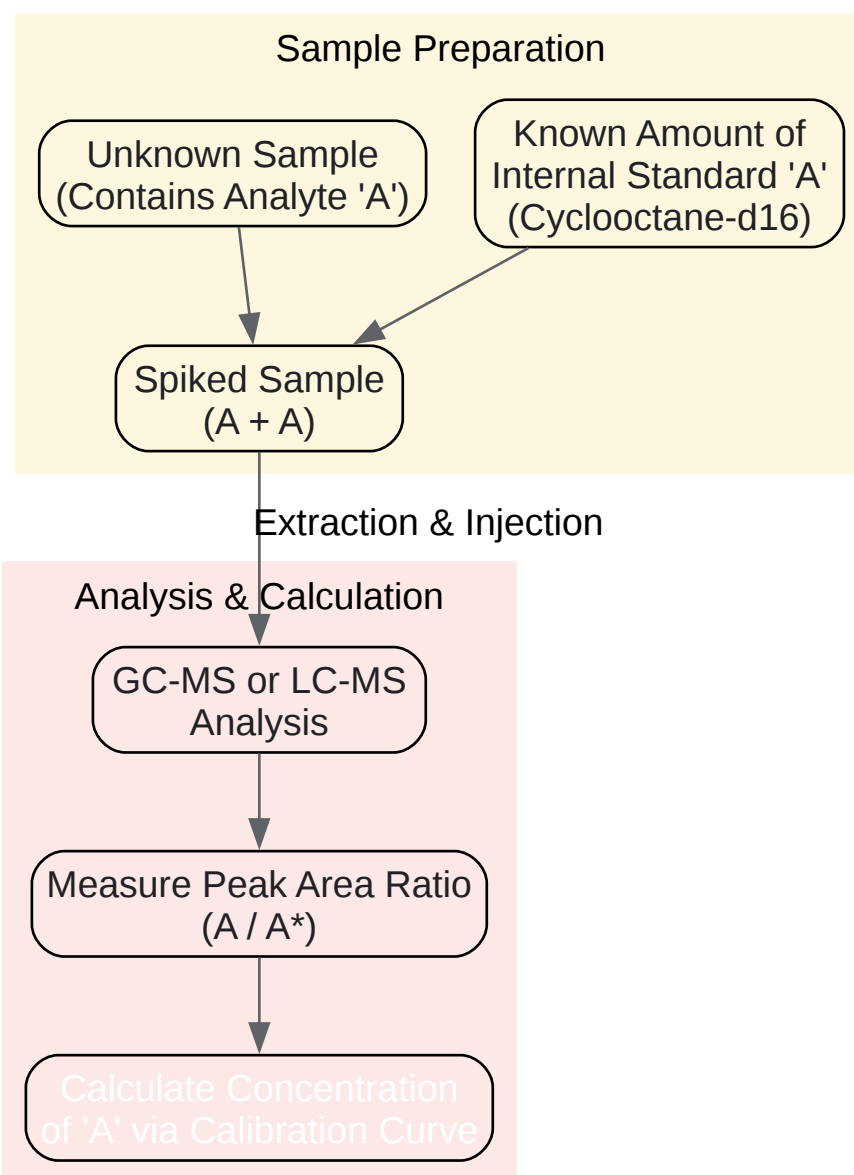 Sample Preparation
Unknown Sample
(Contains Analyte 'A')
Known Amount of
Internal Standard 'A'
(Cyclooctane-d16)
Spiked Sample
(A + A)
Extraction & Injection
Analysis & Calculation
GC-MS or LC-MS
Analysis
Measure Peak Area Ratio
(A / A*)
Calculate Concentration
of 'A' via Calibration Curve